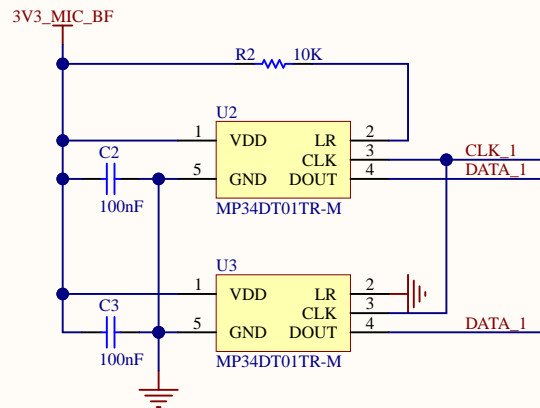 3V3_MIC_BF
R2 10K
U2
1 VDD LR 2
CLK 3 CLK_1
C2
5 GND DOUT 4 DATA_1
100nF MP34DT01TR-M
U3
1 VDD LR 2
CLK 3
C3
5 GND DOUT 4 DATA_1
100nF MP34DT01TR-M